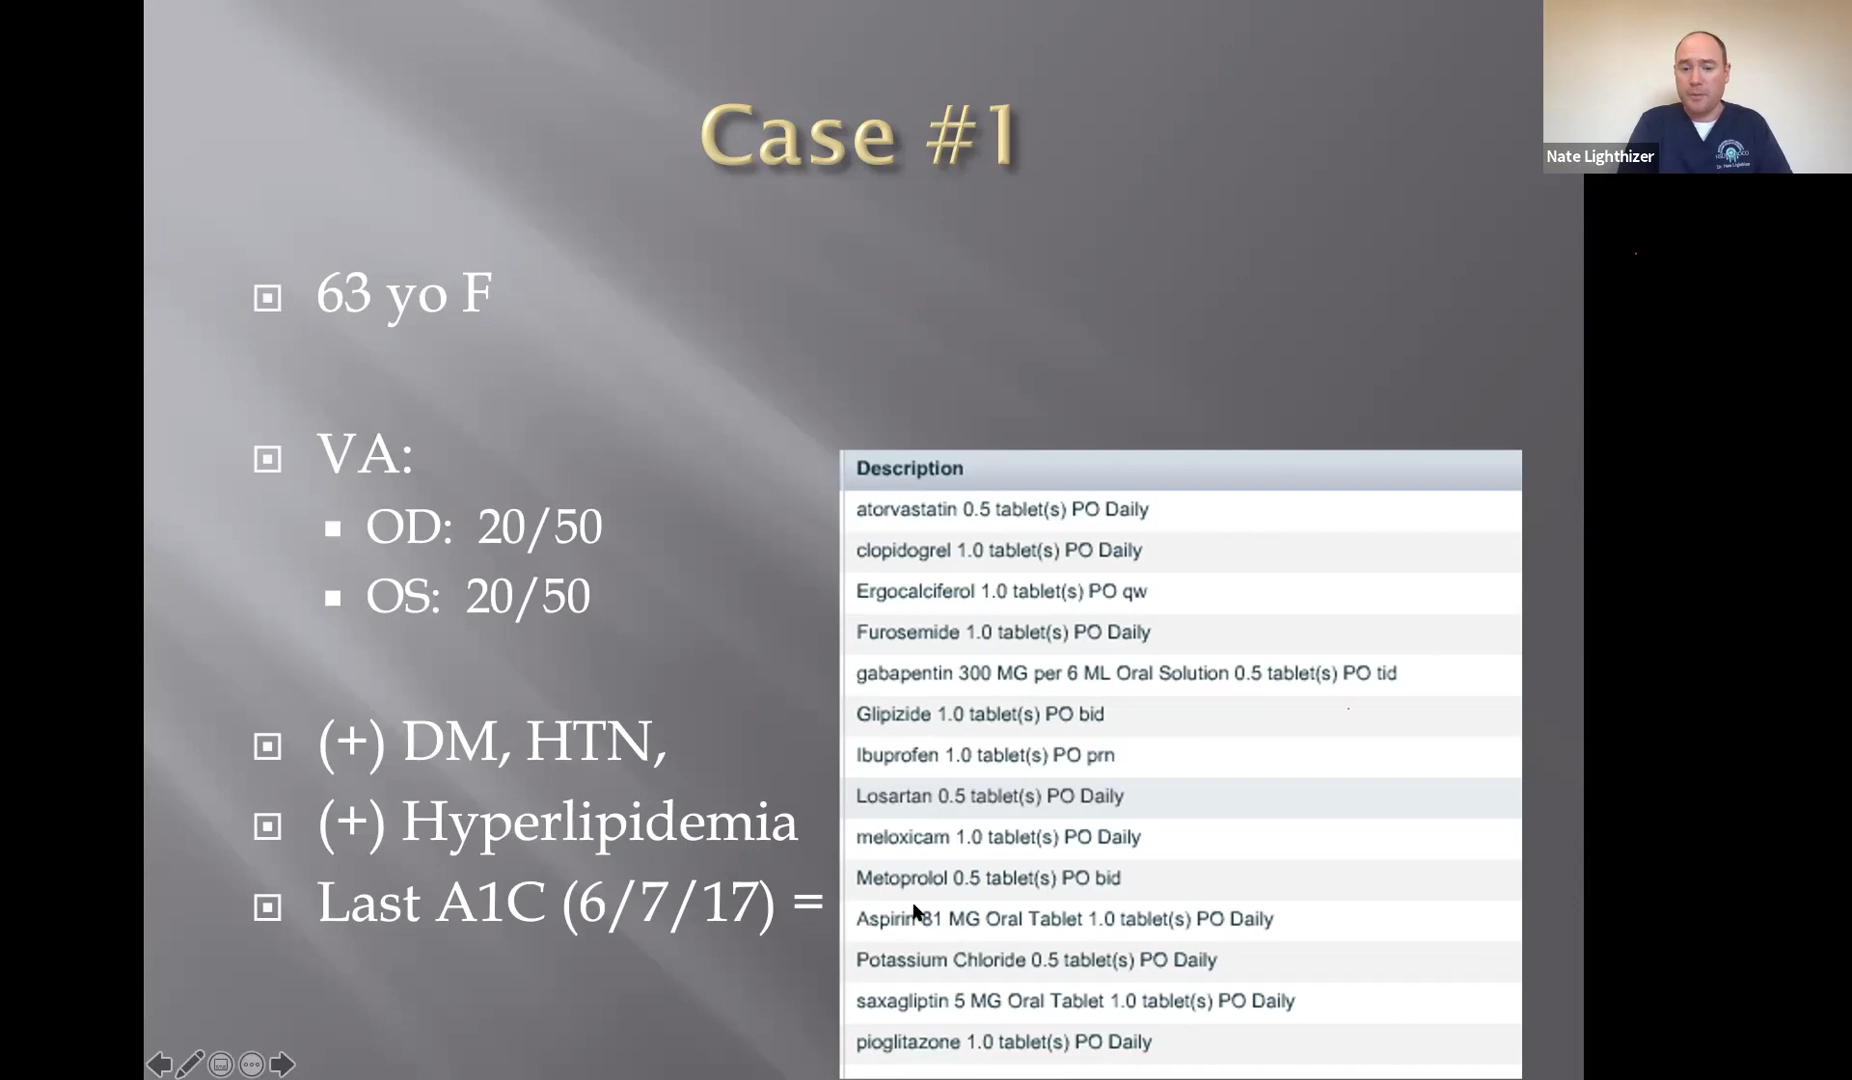 Case #1
Nate Lighthizer
63 yo F
VA:
OD: 20/50
OS: 20/50
(+) DM, HTN,
(+) Hyperlipidemia
Last A1C (6/7/17) =
Description
atorvastatin 0.5 tablet(s) PO Daily
clopidogrel 1.0 tablet(s) PO Daily
Ergocalciferol 1.0 tablet(s) PO qw
Furosemide 1.0 tablet(s) PO Daily
gabapentin 300 MG per 6 ML Oral Solution 0.5 tablet(s) PO tid
Glipizide 1.0 tablet(s) PO bid
Ibuprofen 1.0 tablet(s) PO prn
Losartan 0.5 tablet(s) PO Daily
meloxicam 1.0 tablet(s) PO Daily
Metoprolol 0.5 tablet(s) PO bid
Aspirin 81 MG Oral Tablet 1.0 tablet(s) PO Daily
Potassium Chloride 0.5 tablet(s) PO Daily
saxagliptin 5 MG Oral Tablet 1.0 tablet(s) PO Daily
pioglitazone 1.0 tablet(s) PO Daily